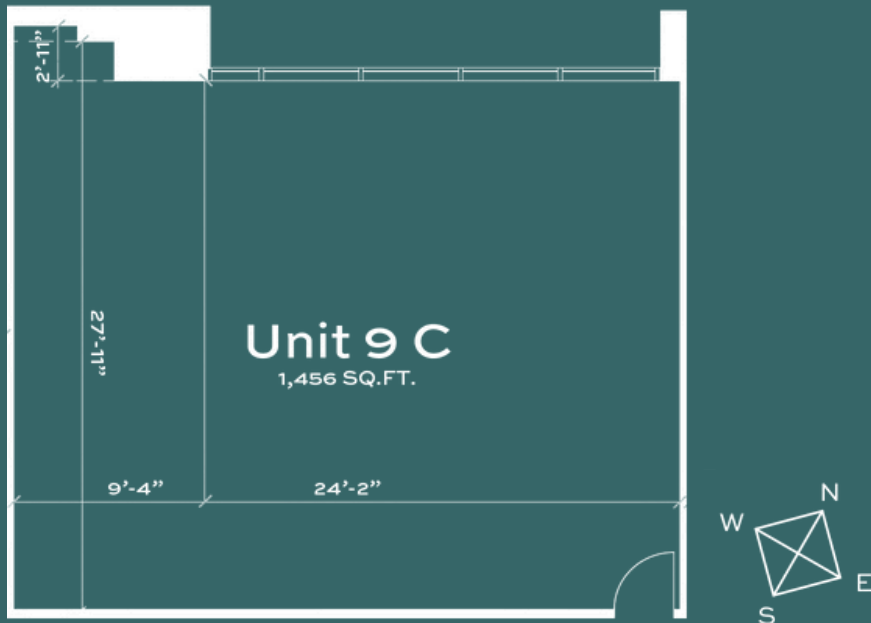 2’-11”
27’-11”
Unit 9 C
1,456 SQ.FT.
9’-4”
24’-2”
N
W
E
S